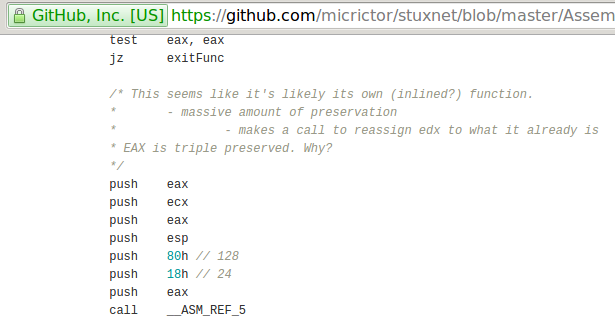 GitHub, Inc. [US] https://github.com/micrictor/stuxnet/blob/master/Assem
test eax, eax
jz exitFunc
/* This seems like it's likely its own (inlined?) function.
* - massive amount of preservation
* - makes a call to reassign edx to what it already is
* EAX is triple preserved. Why?
*/
push eax
push ecx
push eax
push esp
push 80h // 128
push 18h // 24
push eax
call __ASM_REF_5